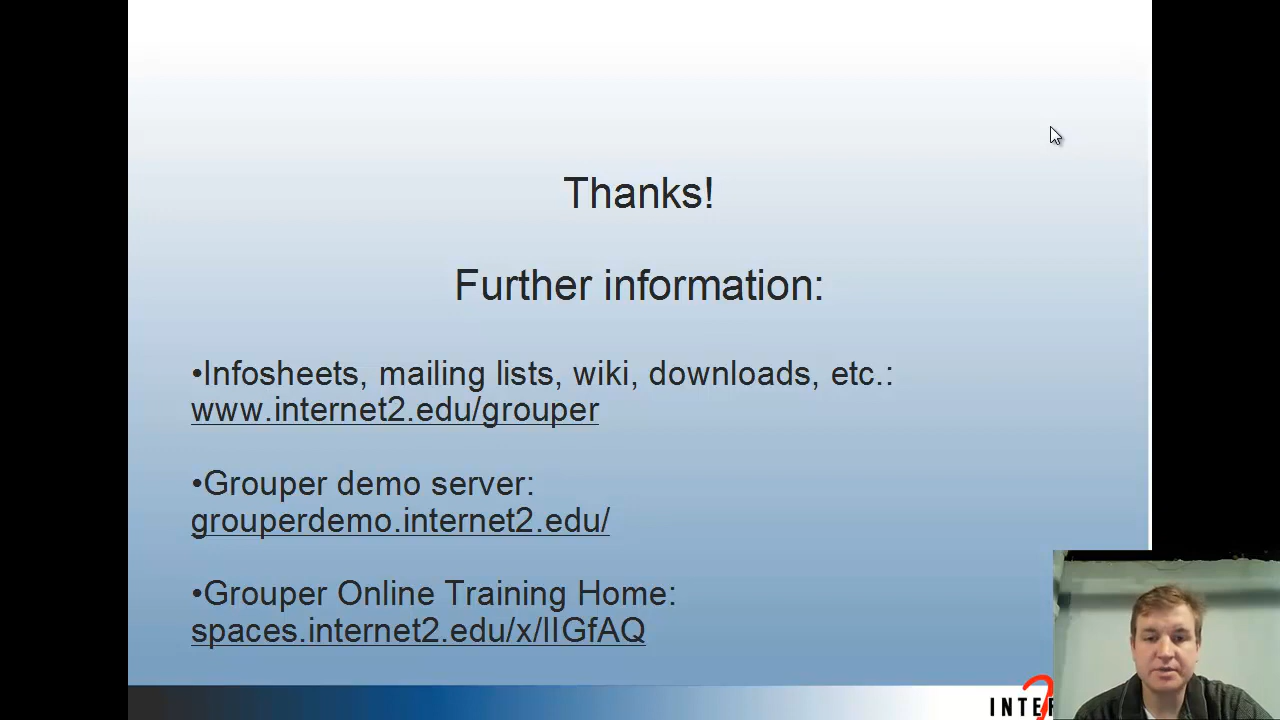 Thanks!
Further information:
•Infosheets, mailing lists, wiki, downloads, etc.:
www.internet2.edu/grouper
•Grouper demo server:
grouperdemo.internet2.edu/
•Grouper Online Training Home:
spaces.internet2.edu/x/IIGfAQ